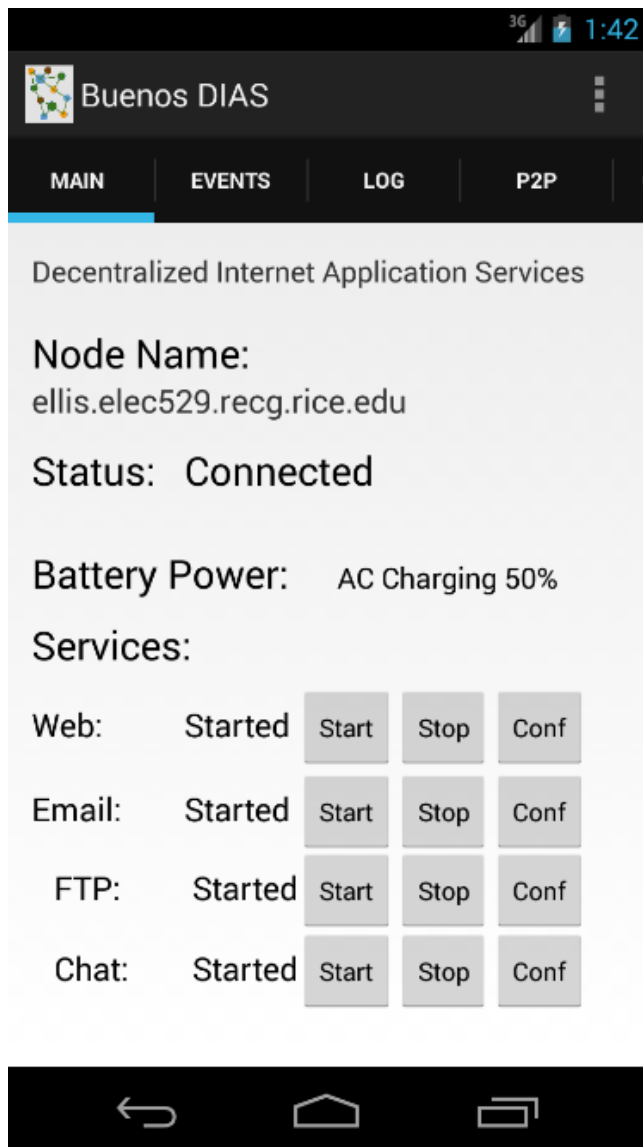 3G 1:42
Buenos DIAS
MAIN EVENTS LOG P2P
Decentralized Internet Application Services
Node Name:
ellis.elec529.recg.rice.edu
Status: Connected
Battery Power: AC Charging 50%
Services:
Web: Started Start Stop Conf
Email: Started Start Stop Conf
FTP: Started Start Stop Conf
Chat: Started Start Stop Conf